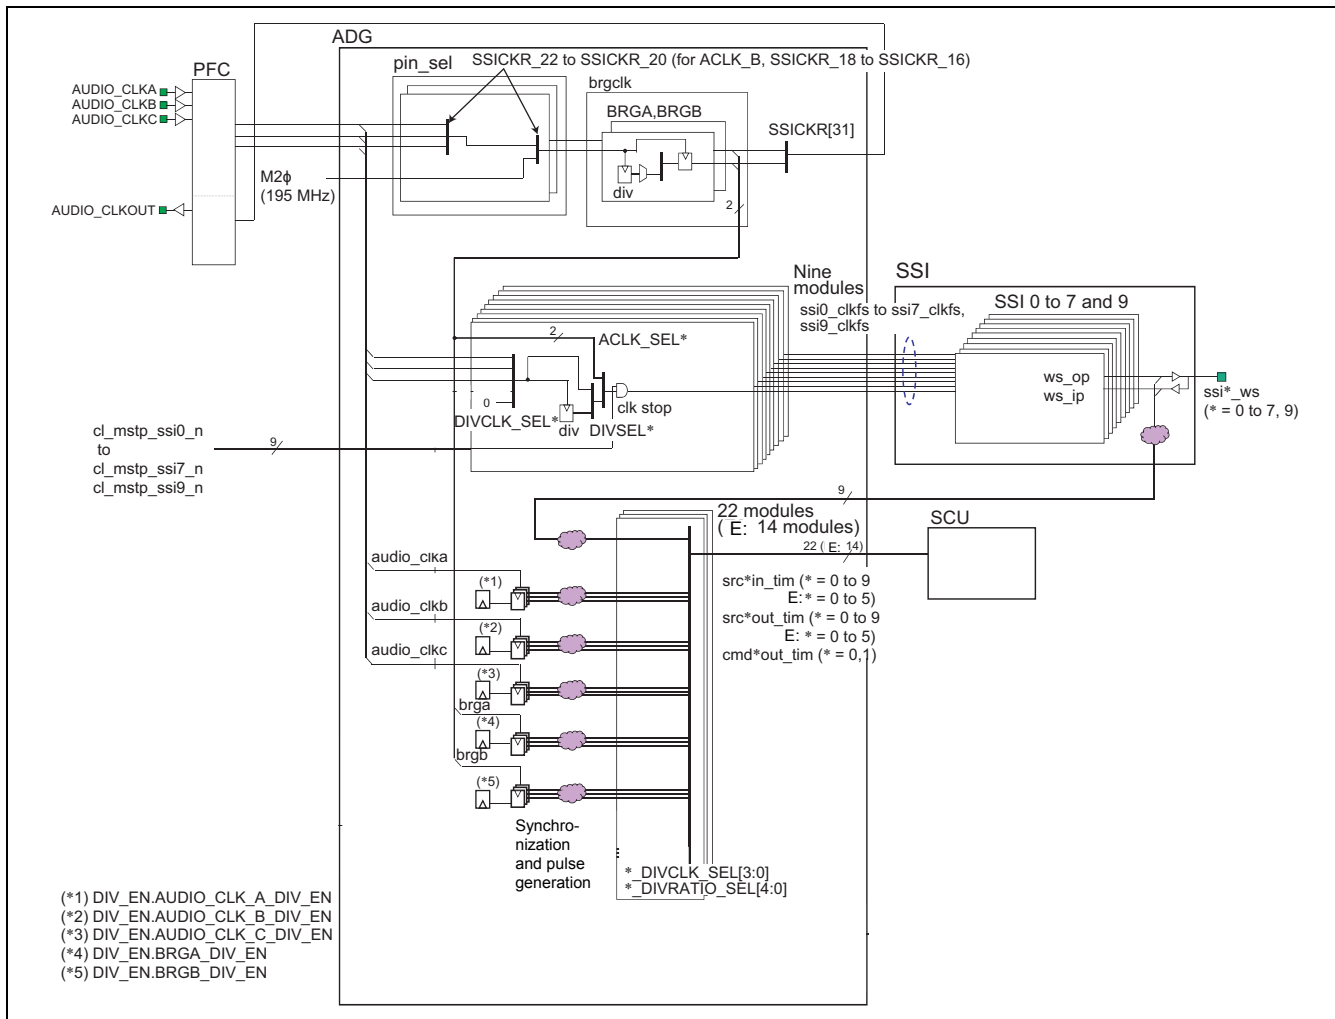 ADG
SSICKR_22 to SSICKR_20 (for ACLK_B, SSICKR_18 to SSICKR_16)
PFC
pin_sel
brgclk
AUDIO_CLKA
AUDIO_CLKB
AUDIO_CLKC
BRGA,BRGB
SSICKR[31]
M2ϕ
(195 MHz)
div
AUDIO_CLKOUT
2
Nine
modules
ssi0_clkfs to ssi7_clkfs,
ssi9_clkfs
SSI
SSI 0 to 7 and 9
2
ACLK_SEL*
ws_op
ws_ip
0
clk stop
DIVCLK_SEL*
div
DIVSEL*
ssi*_ws
(* = 0 to 7, 9)
cl_mstp_ssi0_n
to
cl_mstp_ssi7_n
cl_mstp_ssi9_n
9
9
22 modules
( E: 14 modules)
SCU
22 ( E: 14)
audio_clka
(*1)
src*in_tim (* = 0 to 9
E: * = 0 to 5)
src*out_tim (* = 0 to 9
E: * = 0 to 5)
cmd*out_tim (* = 0,1)
audio_clkb
(*2)
audio_clkc
(*3)
brga
(*4)
brgb
(*5)
Synchro-
nization
and pulse
generation
*_DIVCLK_SEL[3:0]
*_DIVRATIO_SEL[4:0]
(*1) DIV_EN.AUDIO_CLK_A_DIV_EN
(*2) DIV_EN.AUDIO_CLK_B_DIV_EN
(*3) DIV_EN.AUDIO_CLK_C_DIV_EN
(*4) DIV_EN.BRGA_DIV_EN
(*5) DIV_EN.BRGB_DIV_EN